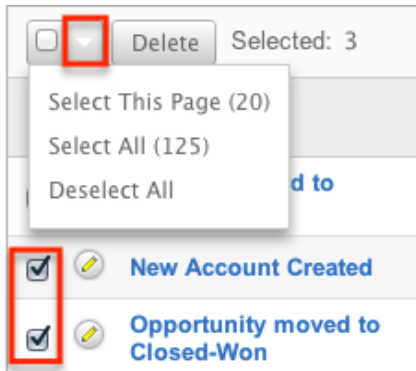 Delete Selected: 3
Select This Page (20)
Select All (125)
Deselect All
d to
New Account Created
Opportunity moved to
Closed-Won